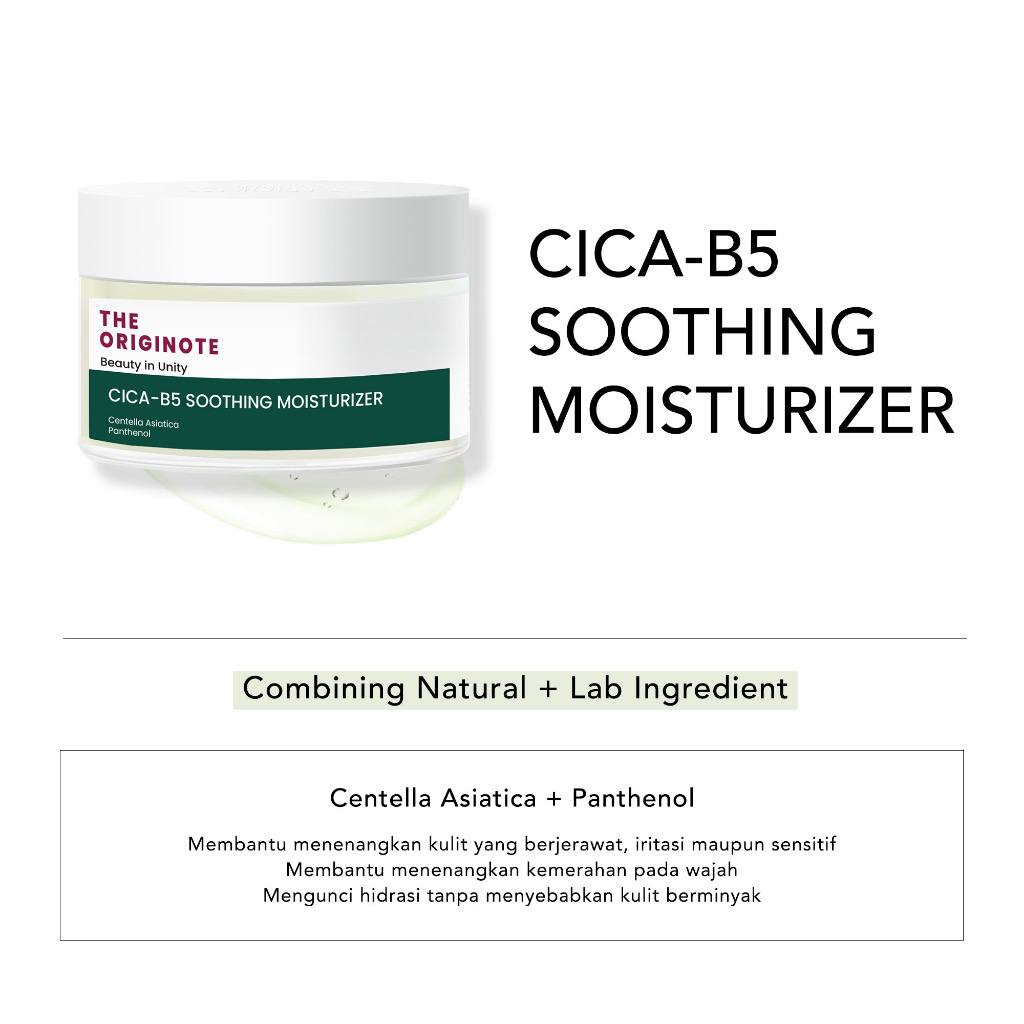 THE
ORIGINOTE
Beauty in Unity
CICA-B5 SOOTHING MOISTURIZER
Centella Asiatica
Panthenol
CICA-B5
SOOTHING
MOISTURIZER
Combining Natural + Lab Ingredient
Centella Asiatica + Panthenol
Membantu menenangkan kulit yang berjerawat, iritasi maupun sensitif
Membantu menenangkan kemerahan pada wajah
Mengunci hidrasi tanpa menyebabkan kulit berminyak